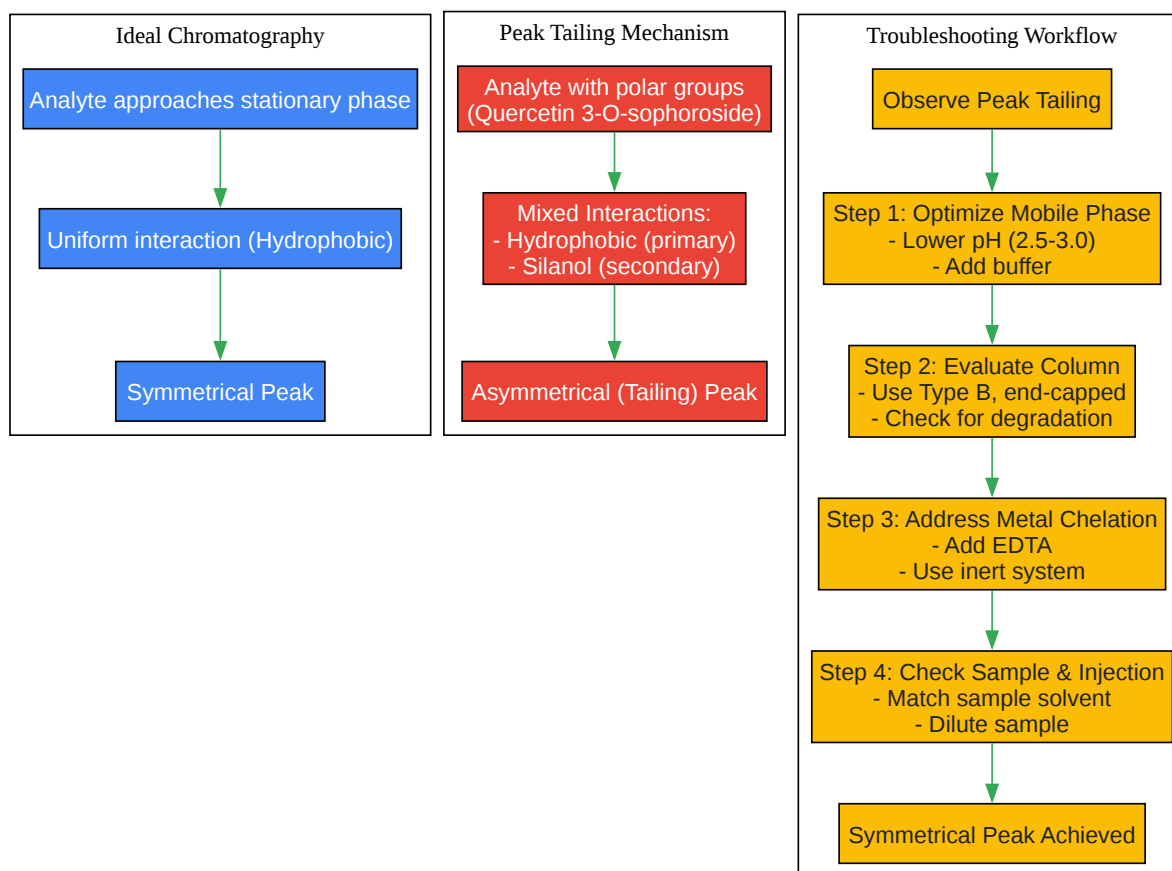 Ideal Chromatography
Analyte approaches stationary phase
Uniform interaction (Hydrophobic)
Symmetrical Peak
Peak Tailing Mechanism
Analyte with polar groups
(Quercetin 3-O-sophoroside)
Mixed Interactions:
- Hydrophobic (primary)
- Silanol (secondary)
Asymmetrical (Tailing) Peak
Troubleshooting Workflow
Observe Peak Tailing
Step 1: Optimize Mobile Phase
- Lower pH (2.5-3.0)
- Add buffer
Step 2: Evaluate Column
- Use Type B, end-capped
- Check for degradation
Step 3: Address Metal Chelation
- Add EDTA
- Use inert system
Step 4: Check Sample & Injection
- Match sample solvent
- Dilute sample
Symmetrical Peak Achieved